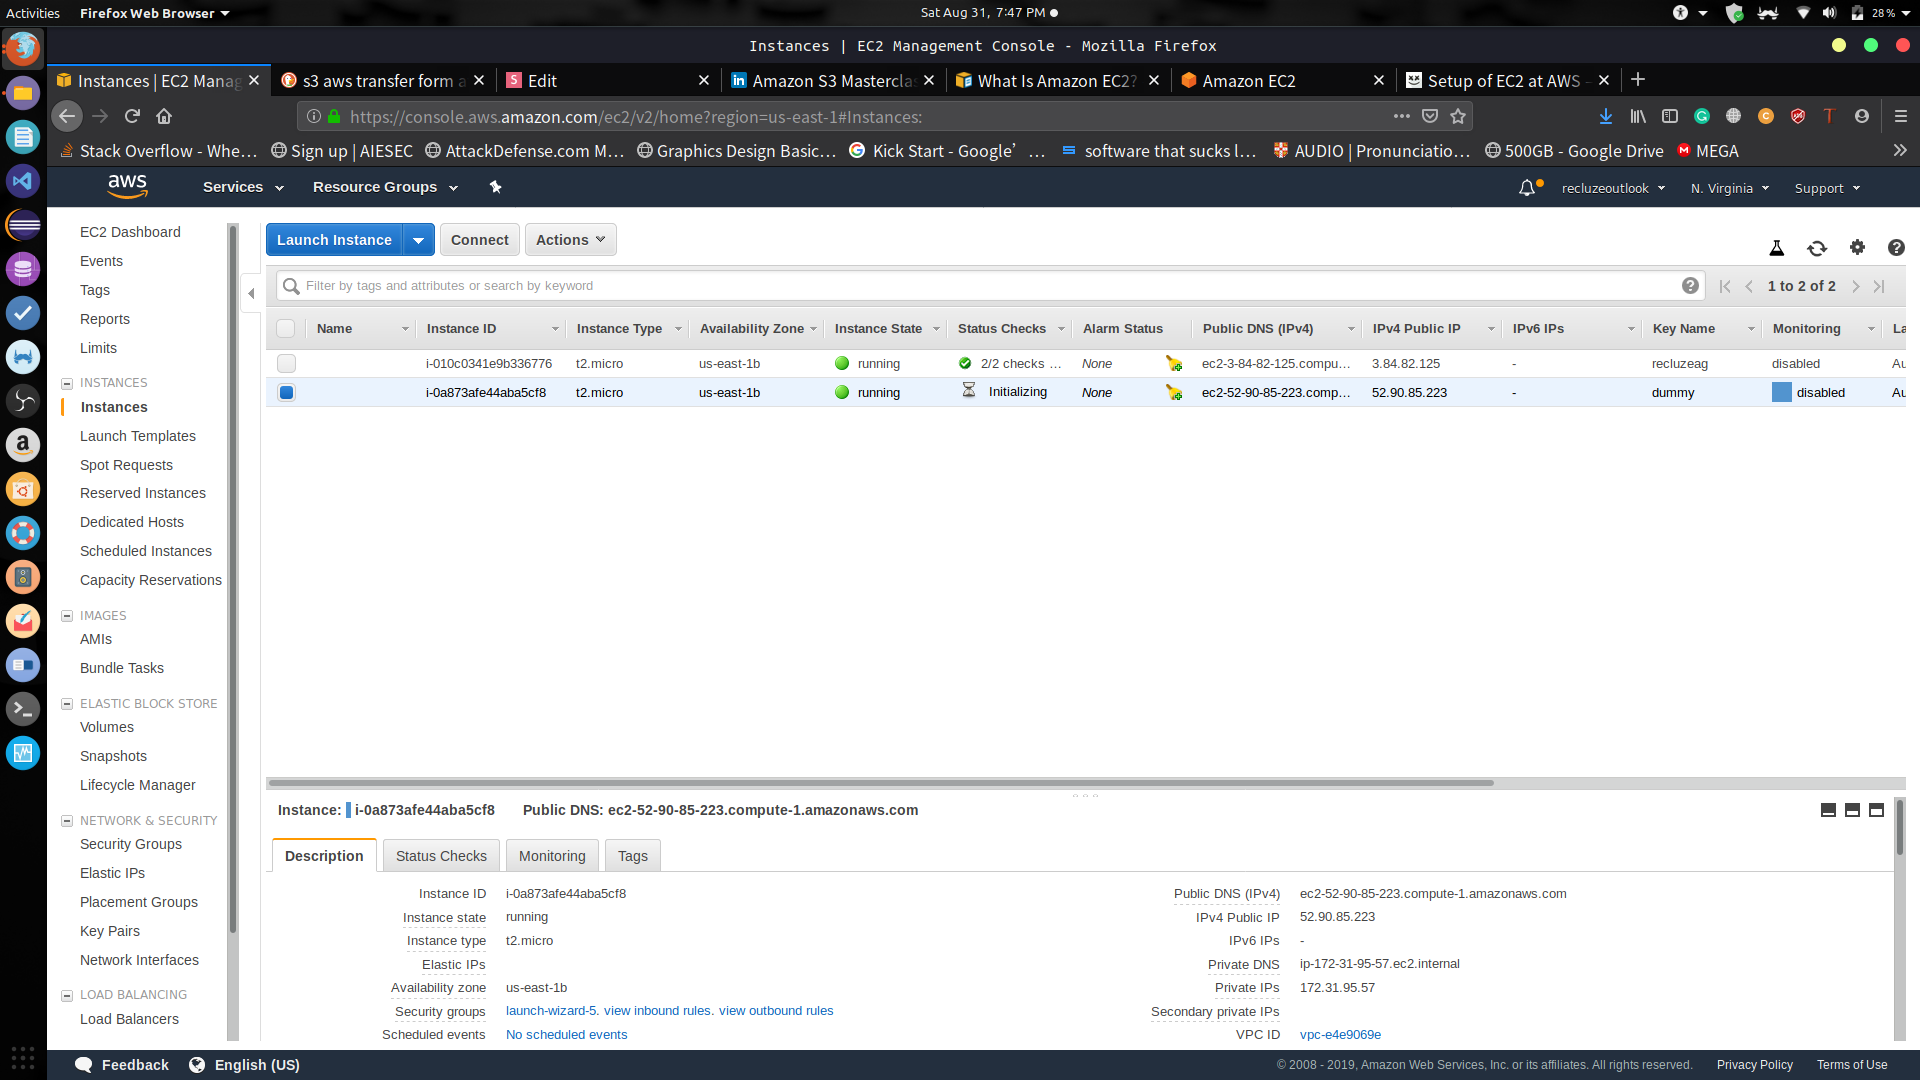 Activities
Firefox Web Browser
Sat Aug 31, 7:47 PM
28 %
Instances | EC2 Management Console - Mozilla Firefox
Instances | EC2 Manag
s3 aws transfer form a
Edit
Amazon S3 Mastercla
What Is Amazon EC2?
Amazon EC2
Setup of EC2 at AWS -
https://console.aws.amazon.com/ec2/v2/home?region=us-east-1#Instances:
Stack Overflow - Whe…
Sign up | AIESEC
AttackDefense.com M…
Graphics Design Basic…
Kick Start - Google' …
software that sucks l…
AUDIO | Pronunciatio…
500GB - Google Drive
MEGA
aws
Services
Resource Groups
recluzeoutlook
N. Virginia
Support
EC2 Dashboard
Events
Tags
Reports
Limits
INSTANCES
Instances
Launch Templates
Spot Requests
Reserved Instances
Dedicated Hosts
Scheduled Instances
Capacity Reservations
IMAGES
AMIs
Bundle Tasks
ELASTIC BLOCK STORE
Volumes
Snapshots
Lifecycle Manager
NETWORK & SECURITY
Security Groups
Elastic IPs
Placement Groups
Key Pairs
Network Interfaces
LOAD BALANCING
Load Balancers
Launch Instance
Connect
Actions
Filter by tags and attributes or search by keyword
1 to 2 of 2
Name Instance ID Instance Type Availability Zone Instance State Status Checks Alarm Status Public DNS (IPv4) IPv4 Public IP IPv6 IPs Key Name Monitoring La
i-010c0341e9b336776 t2.micro us-east-1b running 2/2 checks … None ec2-3-84-82-125.compu… 3.84.82.125 - recluzeag disabled Au
i-0a873afe44aba5cf8 t2.micro us-east-1b running Initializing None ec2-52-90-85-223.comp… 52.90.85.223 - dummy disabled Au
Instance: i-0a873afe44aba5cf8 Public DNS: ec2-52-90-85-223.compute-1.amazonaws.com
Description
Status Checks
Monitoring
Tags
Instance ID i-0a873afe44aba5cf8
Instance state running
Instance type t2.micro
Elastic IPs
Availability zone us-east-1b
Security groups launch-wizard-5. view inbound rules. view outbound rules
Scheduled events No scheduled events
Public DNS (IPv4) ec2-52-90-85-223.compute-1.amazonaws.com
IPv4 Public IP 52.90.85.223
IPv6 IPs -
Private DNS ip-172-31-95-57.ec2.internal
Private IPs 172.31.95.57
Secondary private IPs
VPC ID vpc-e4e9069e
Feedback
English (US)
© 2008 - 2019, Amazon Web Services, Inc. or its affiliates. All rights reserved.
Privacy Policy
Terms of Use